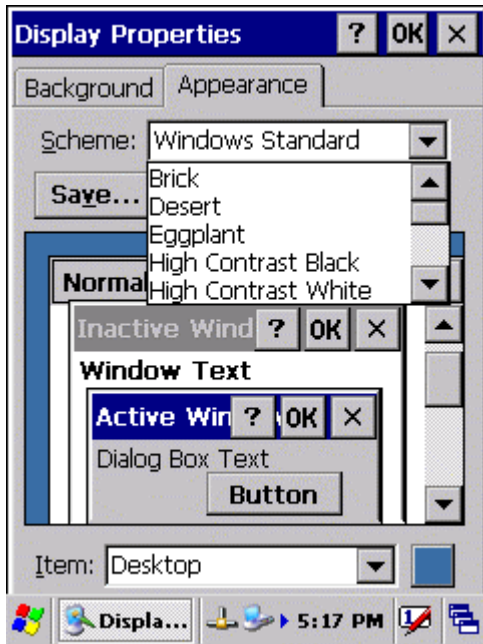 Display Properties ? OK ×
Background Appearance
Scheme: Windows Standard
Save...
Brick
Desert
Eggplant
High Contrast Black
High Contrast White
Normal
Inactive Wind ? OK ×
Window Text
Active Win ? OK ×
Dialog Box Text
Button
Item: Desktop
Displa... 5:17 PM